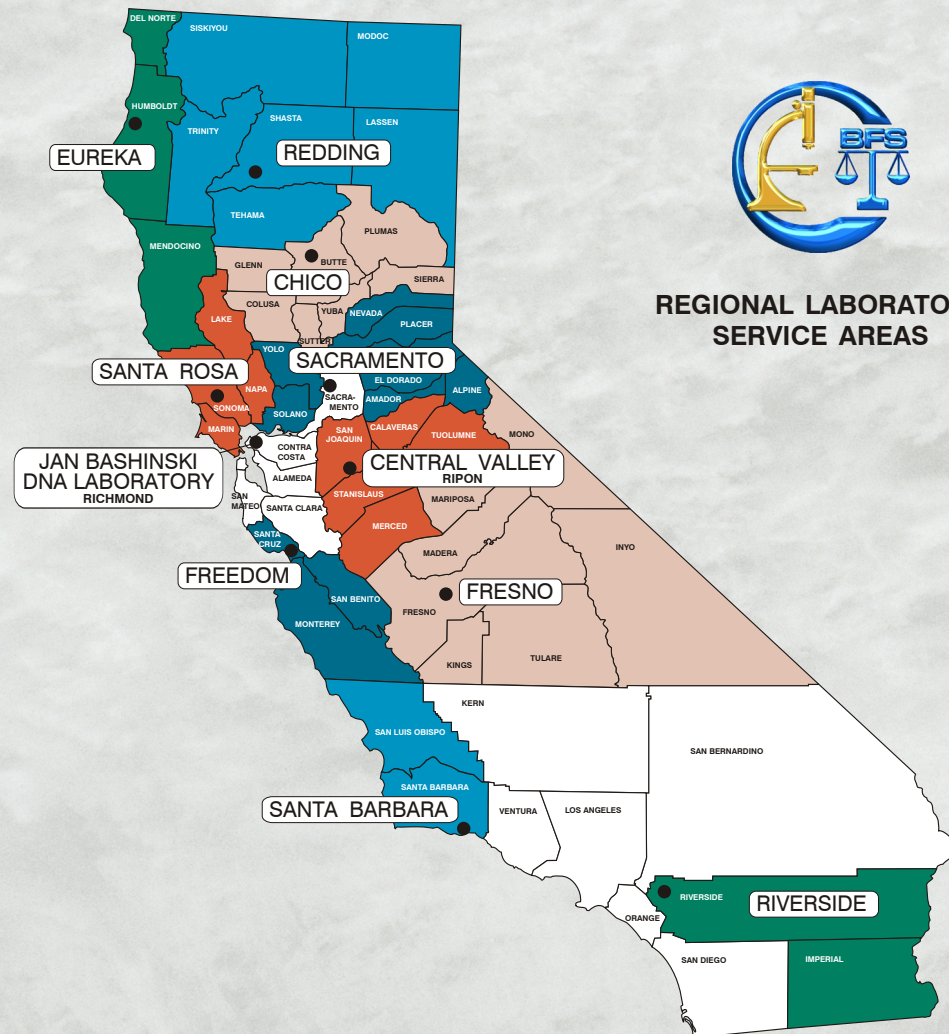 DEL NORTE
SISKIYOU
MODOC
HUMBOLDT
TRINITY
SHASTA
LASSEN
EUREKA
REDDING
BFS
TEHAMA
PLUMAS
MENDOCINO
GLENN
BUTTE
CHICO
SIERRA
COLUSA
YUBA
NEVADA
LAKE
PLACER
REGIONAL LABORATO
SERVICE AREAS
SUTTER
YOLO
SACRAMENTO
SANTA ROSA
EL DORADO
NAPA
ALPINE
SACRA-
MENTO
AMADOR
SONOMA
SOLANO
MARIN
SAN
JOAQUIN
CALAVERAS
TUOLUMNE
MONO
CONTRA
COSTA
JAN BASHINSKI
DNA LABORATORY
RICHMOND
CENTRAL VALLEY
RIPON
ALAMEDA
SAN
MATEO
SANTA CLARA
STANISLAUS
MARIPOSA
MERCED
SANTA
CRUZ
MADERA
INYO
FREEDOM
FRESNO
SAN BENITO
FRESNO
MONTEREY
KINGS
TULARE
KERN
SAN LUIS OBISPO
SAN BERNARDINO
SANTA BARBARA
SANTA BARBARA
VENTURA
LOS ANGELES
RIVERSIDE
RIVERSIDE
ORANGE
SAN DIEGO
IMPERIAL